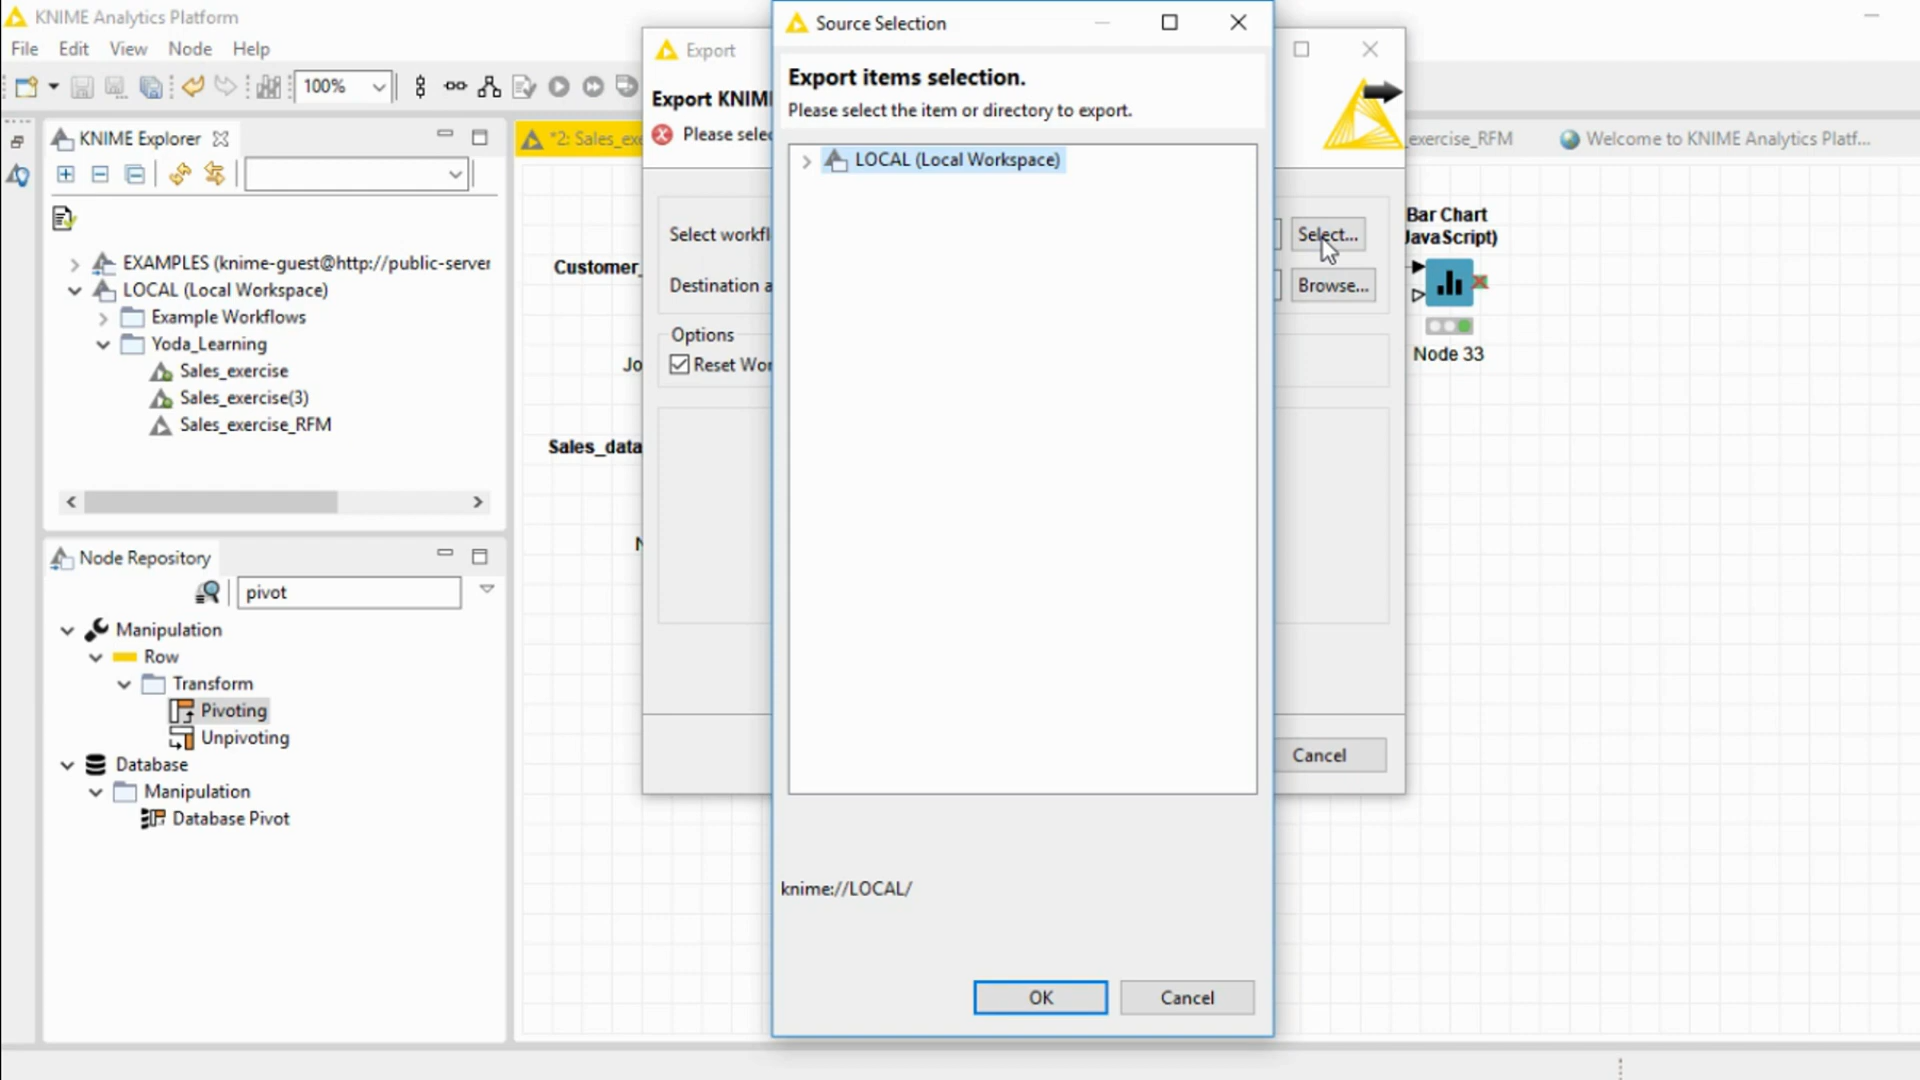 KNIME Analytics Platform
File Edit View Node Help
100%
KNIME Explorer
EXAMPLES (knime-guest@http://public-server
LOCAL (Local Workspace)
Example Workflows
Yoda_Learning
Sales_exercise
Sales_exercise(3)
Sales_exercise_RFM
Node Repository
pivot
Manipulation
Row
Transform
Pivoting
Unpivoting
Database
Manipulation
Database Pivot
*2: Sales_exe
Customer_
Jo
Sales_data
N
Export
Export KNIM
Please selec
Select workfl
Destination a
Options
Reset Wor
Select...
Browse...
Cancel
Source Selection
Export items selection.
Please select the item or directory to export.
LOCAL (Local Workspace)
knime://LOCAL/
OK
Cancel
_exercise_RFM
Welcome to KNIME Analytics Platf...
Bar Chart
JavaScript)
Node 33